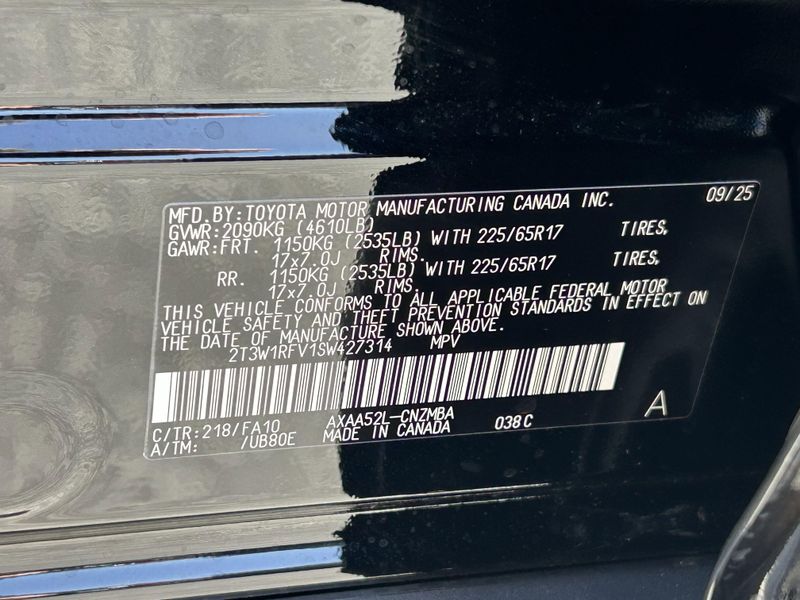 MFD. BY: TOYOTA MOTOR MANUFACTURING CANADA INC. 09/25
GVWR: 2090KG (4610LB)
GAWR: FRT. 1150KG (2535LB) WITH 225/65R17 TIRES,
17x7.0J RIMS.
RR. 1150KG (2535LB) WITH 225/65R17 TIRES,
17x7.0J RIMS.
THIS VEHICLE CONFORMS TO ALL APPLICABLE FEDERAL MOTOR
VEHICLE SAFETY AND THEFT PREVENTION STANDARDS IN EFFECT ON
THE DATE OF MANUFACTURE SHOWN ABOVE.
2T3W1RFV1SW427314 MPV
C/TR: 218/FA10 AXAA52L-CNZMBA 038C A
A/TM: /UB80E MADE IN CANADA